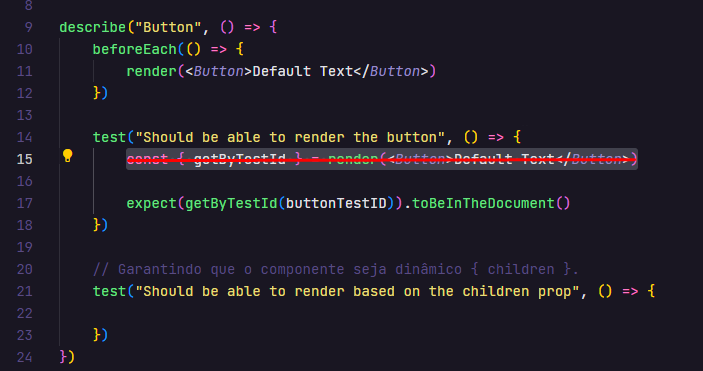 8
9 describe("Button", () => {
10 beforeEach(() => {
11 render(<Button>Default Text</Button>)
12 })
13
14 test("Should be able to render the button", () => {
15 const { getByTestId } = render(<Button>Default Text</Button>)
16
17 expect(getByTestId(buttonTestID)).toBeInTheDocument()
18 })
19
20 // Garantindo que o componente seja dinâmico { children }.
21 test("Should be able to render based on the children prop", () => {
22
23 })
24 })